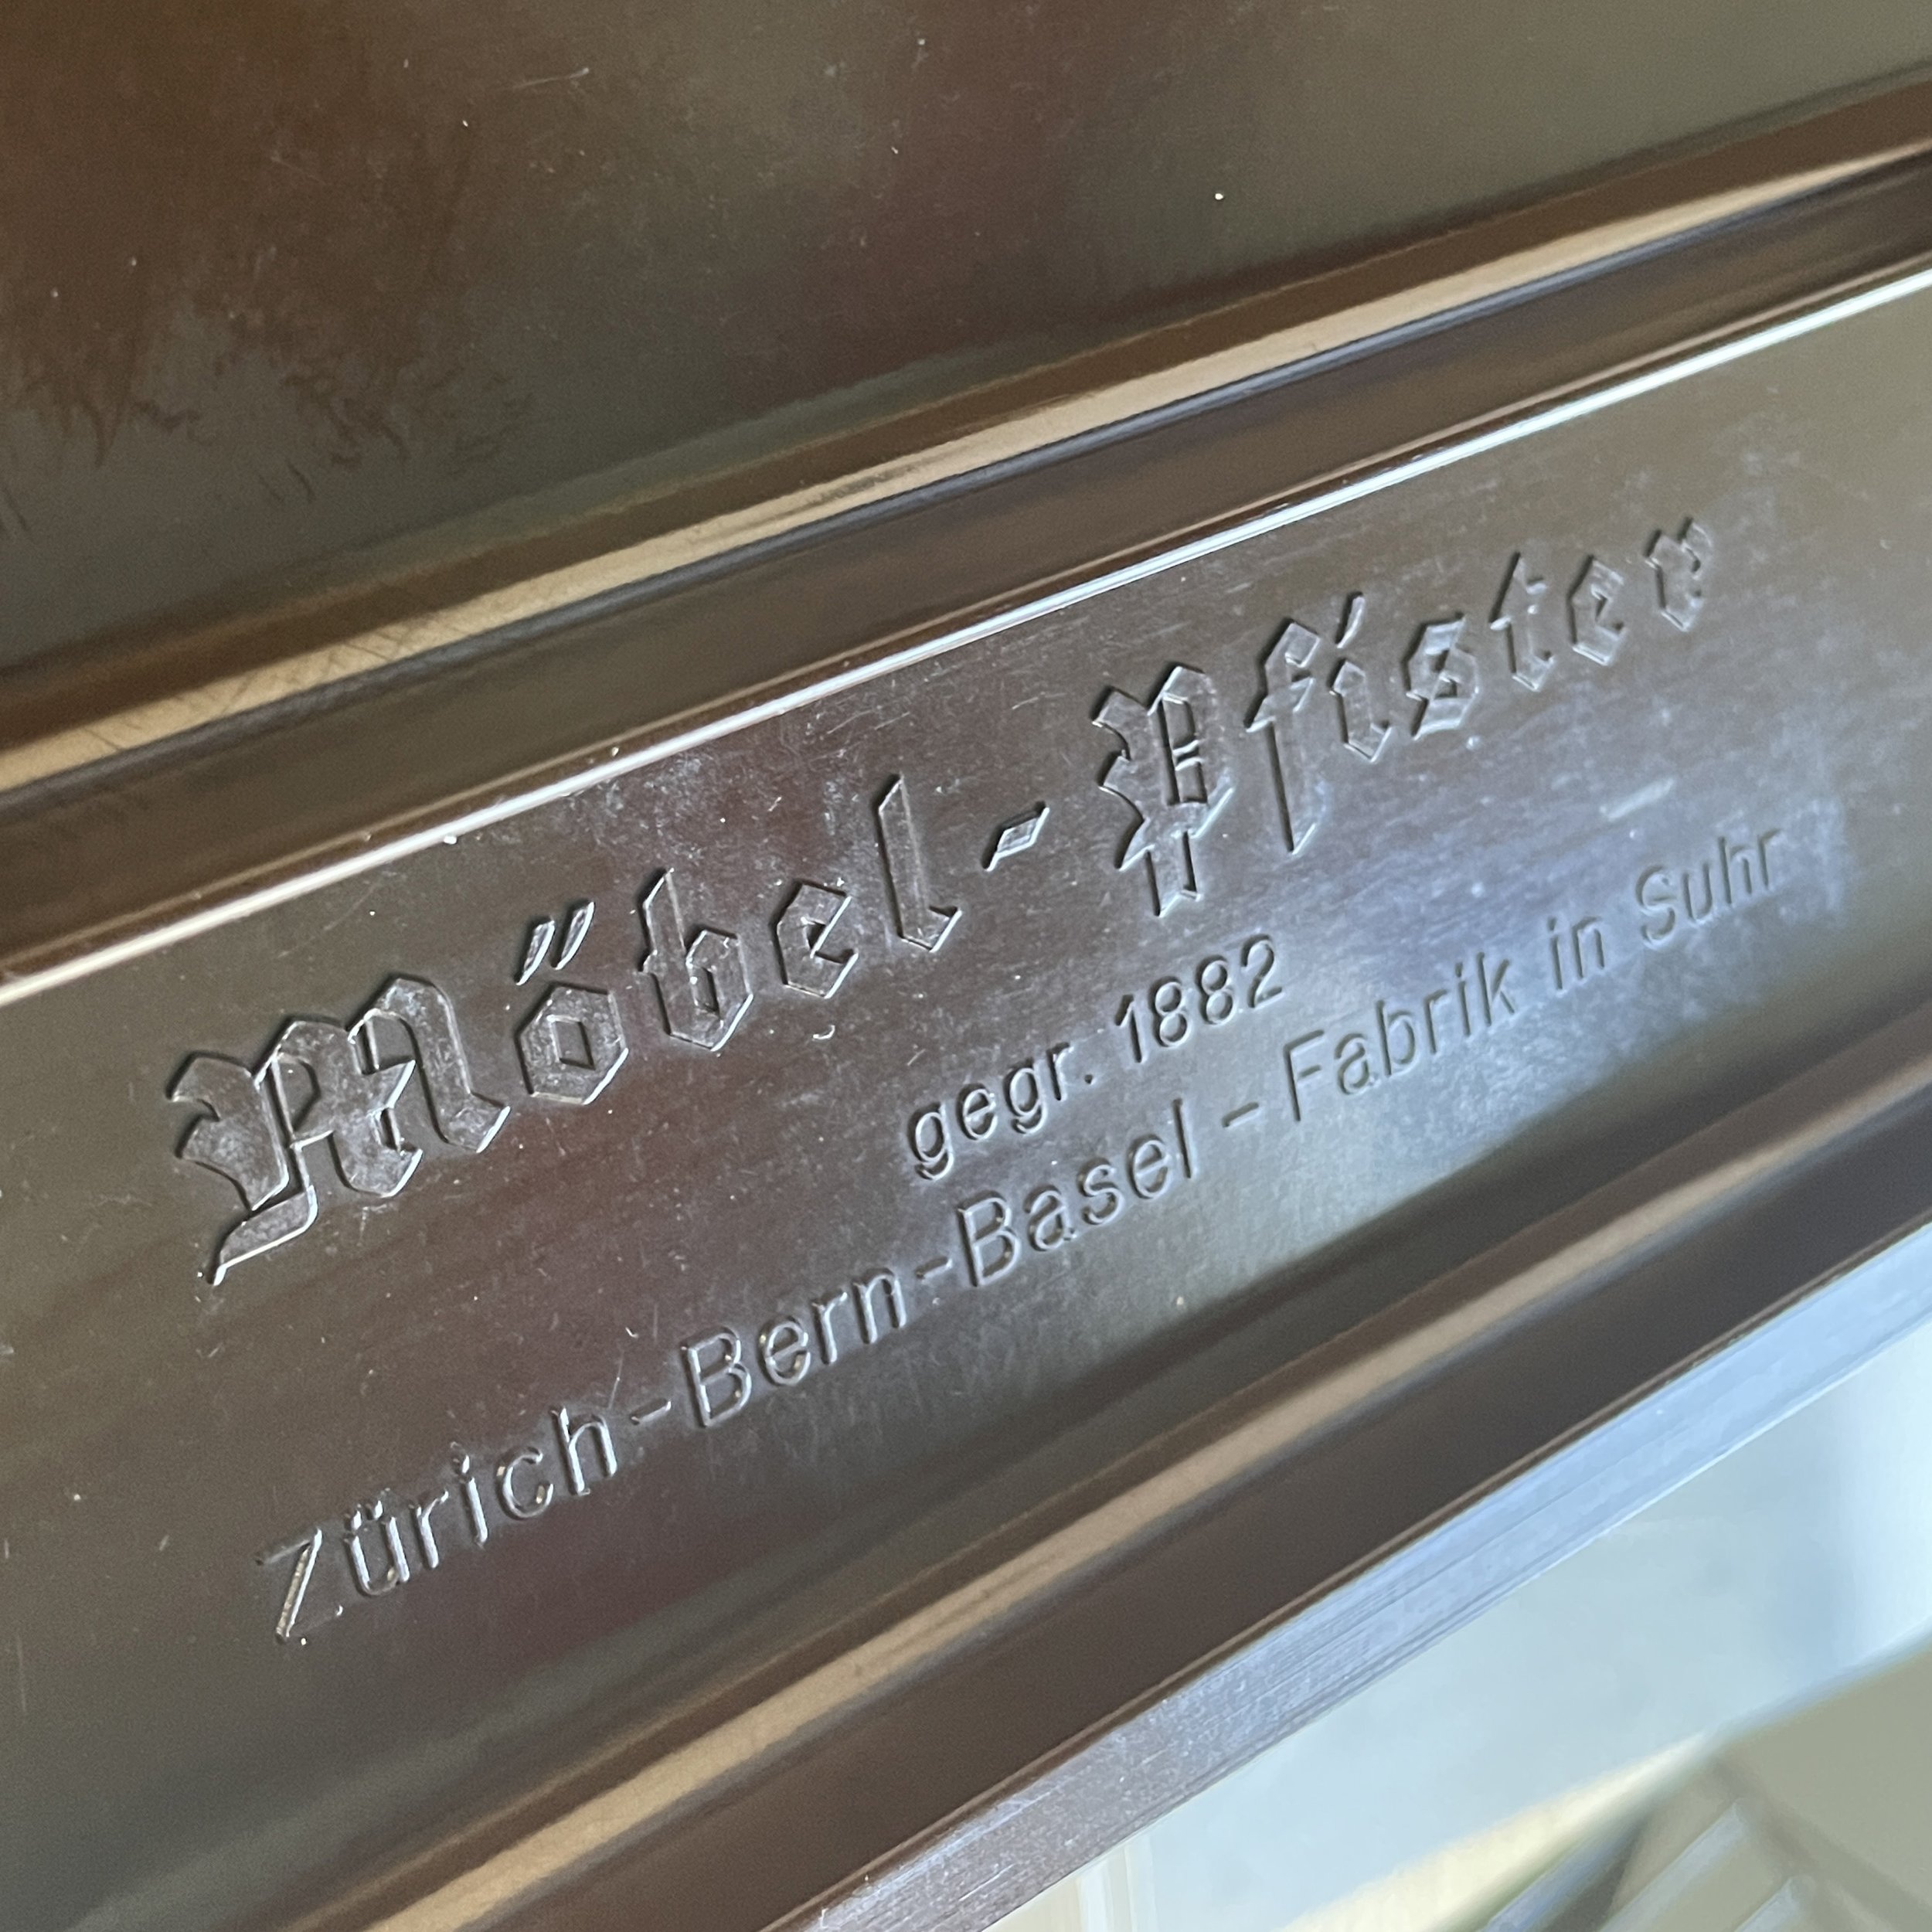 Möbel-Pfister
gegr. 1882
Zürich-Bern-Basel - Fabrik in Suhr